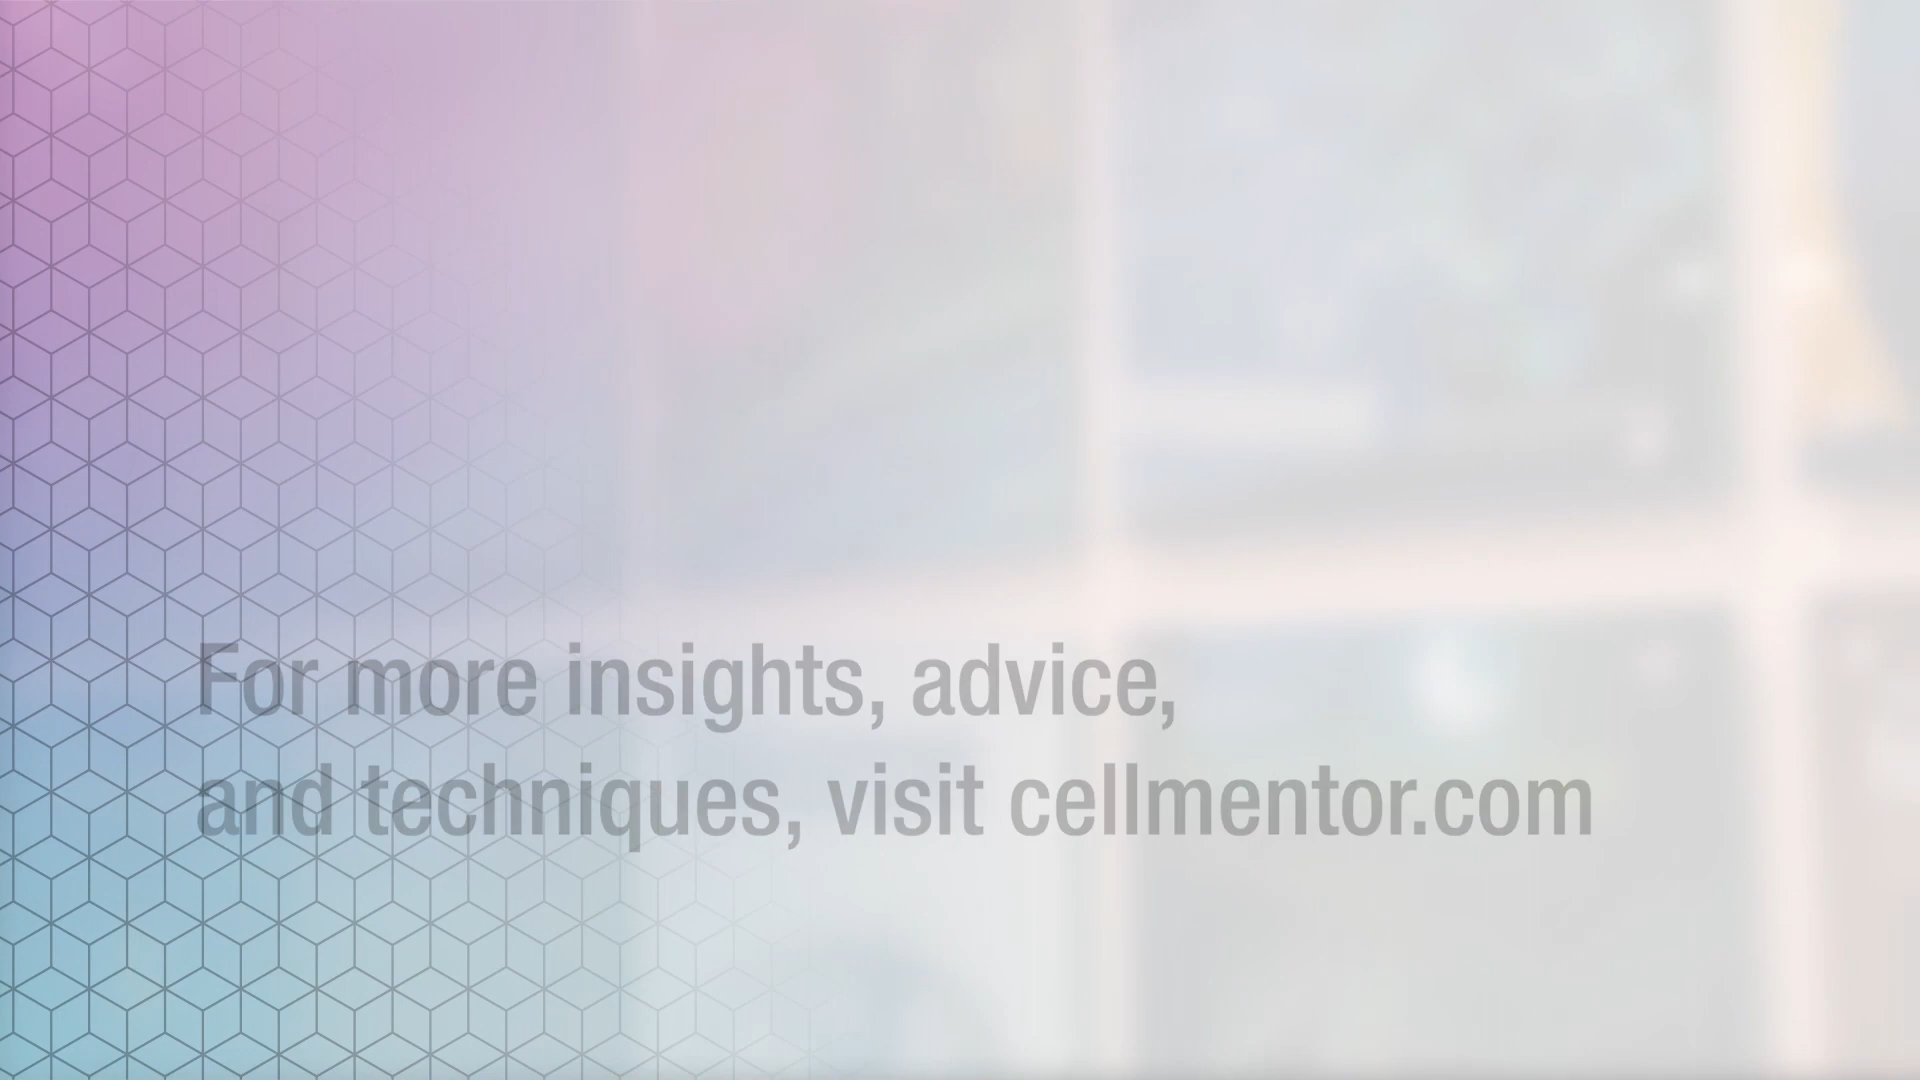 For more insights, advice,
and techniques, visit cellmentor.com